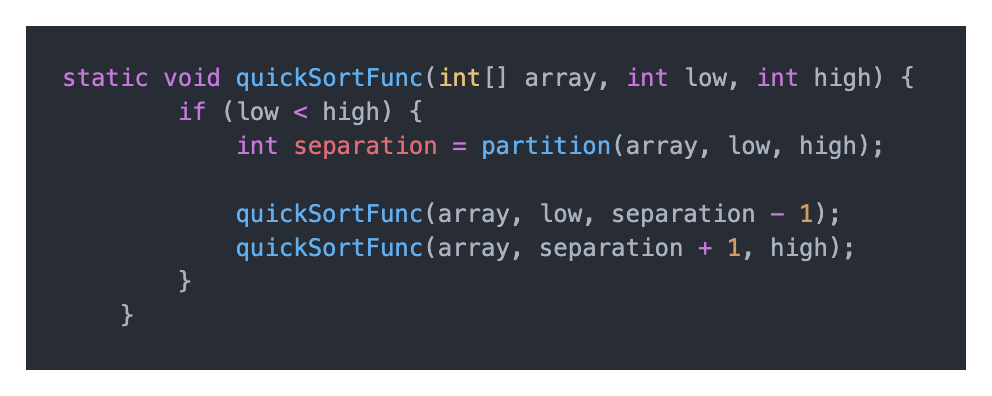 static void quickSortFunc(int[] array, int low, int high) {
        if (low < high) {
            int separation = partition(array, low, high);

            quickSortFunc(array, low, separation - 1);
            quickSortFunc(array, separation + 1, high);
        }
    }